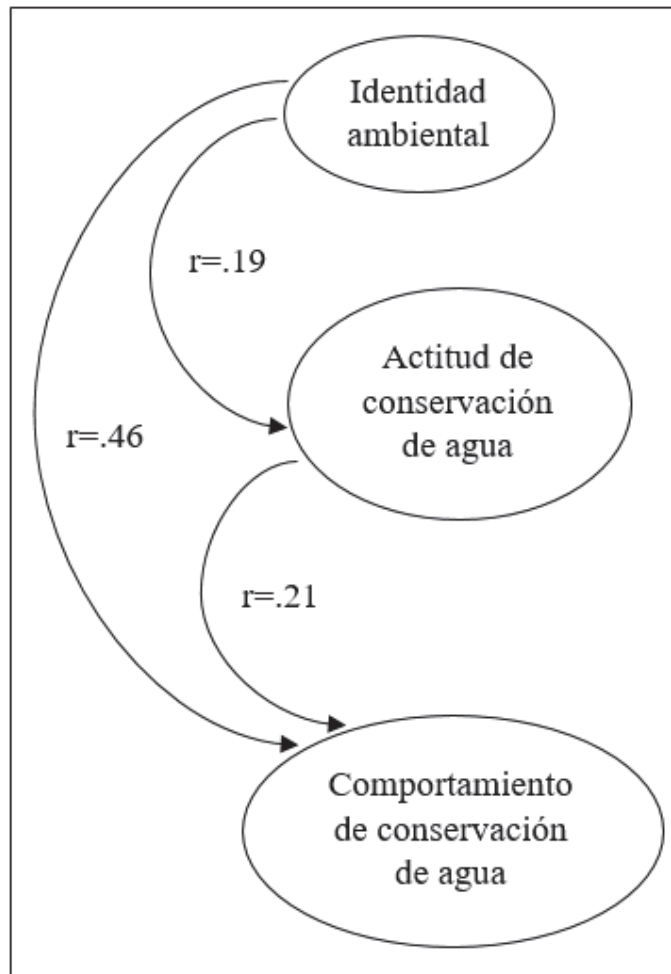 Identidad
ambiental
r=.19
Actitud de
conservación
de agua
r=.46
r=.21
Comportamiento
de conservación
de agua